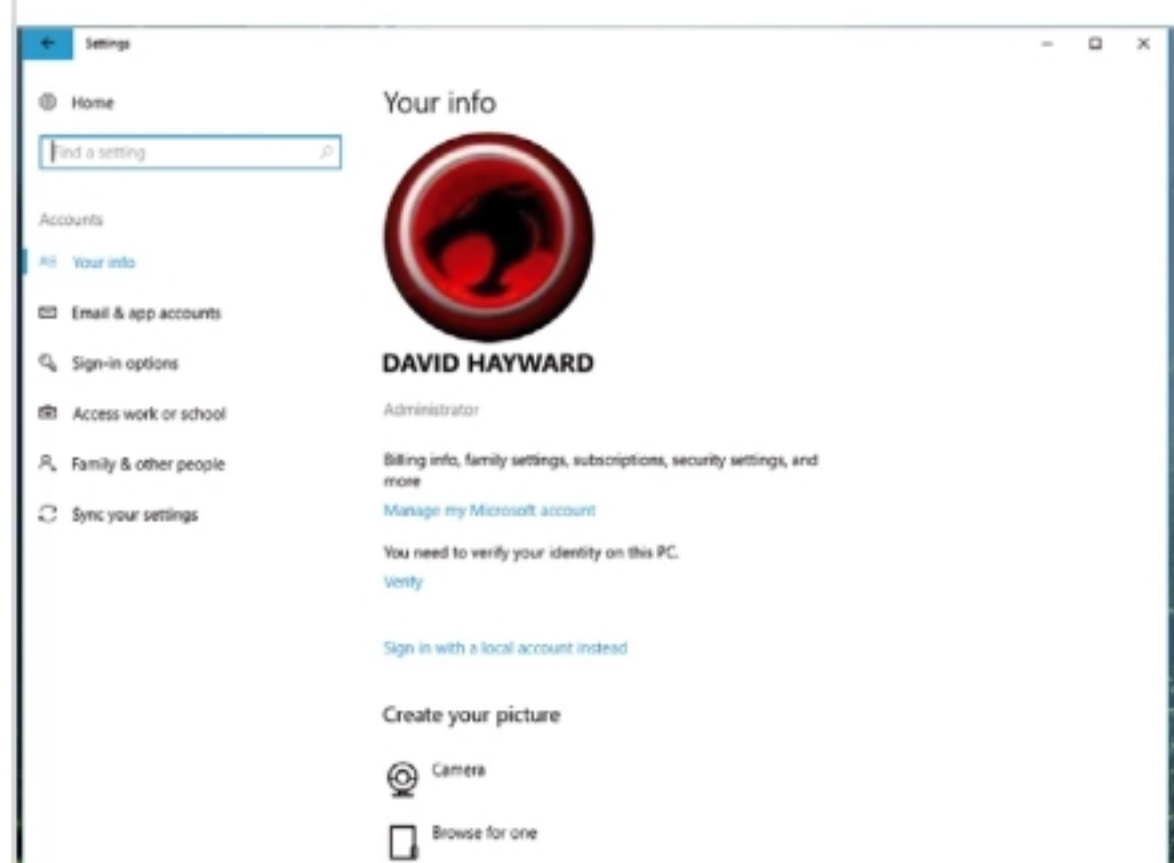 Settings
Home
Find a setting
Accounts
Your info
Email & app accounts
Sign-in options
Access work or school
Family & other people
Sync your settings
Your info
DAVID HAYWARD
Administrator
Billing info, family settings, subscriptions, security settings, and
more
Manage my Microsoft account
You need to verify your identity on this PC.
Verify
Sign in with a local account instead
Create your picture
Camera
Browse for one